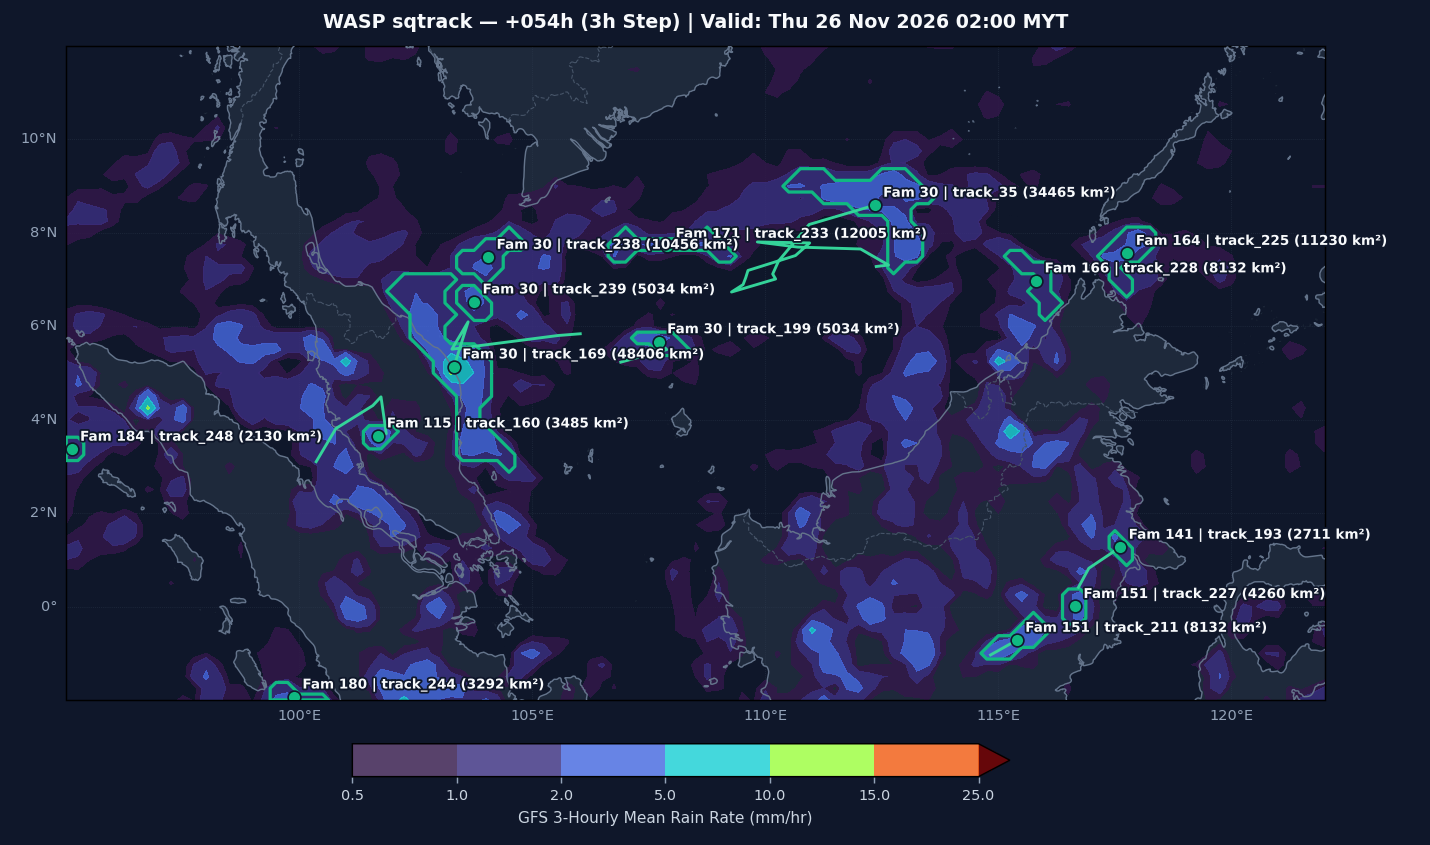 WASP sqtrack — +054h (3h Step) | Valid: Thu 26 Nov 2026 02:00 MYT
10°N
8°N
6°N
4°N
2°N
0°
Fam 30 | track_35 (34465 km²)
Fam 171 | track_233 (12005 km²)
Fam 30 | track_238 (10456 km²)
Fam 164 | track_225 (11230 km²)
Fam 166 | track_228 (8132 km²)
Fam 30 | track_239 (5034 km²)
Fam 30 | track_199 (5034 km²)
Fam 30 | track_169 (48406 km²)
Fam 115 | track_160 (3485 km²)
Fam 184 | track_248 (2130 km²)
Fam 141 | track_193 (2711 km²)
Fam 151 | track_227 (4260 km²)
Fam 151 | track_211 (8132 km²)
Fam 180 | track_244 (3292 km²)
100°E 105°E 110°E 115°E 120°E
0.5 1.0 2.0 5.0 10.0 15.0 25.0
GFS 3-Hourly Mean Rain Rate (mm/hr)